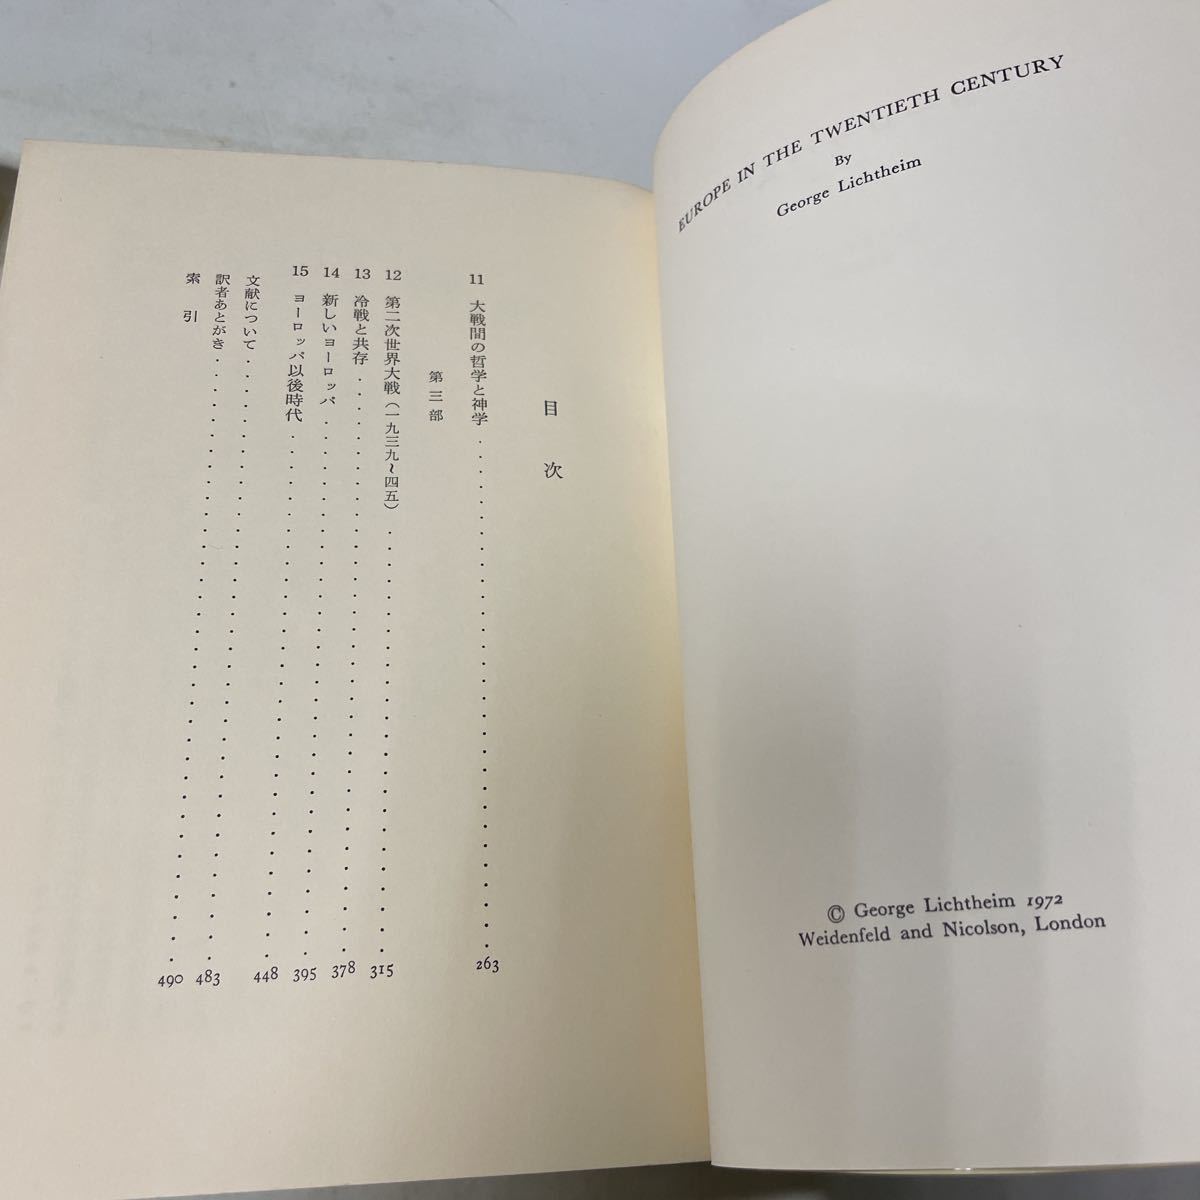 EUROPE IN THE TWENTIETH CENTURY
By
George Lichtheim
© George Lichtheim 1972
Weidenfeld and Nicolson, London
目次
11 大戦間の哲学と神学 263
第三部
12 第二次世界大戦(一九三九～四五) 315
13 冷戦と共存 378
14 新しいヨーロッパ 395
15 ヨーロッパ以後時代 448
文献について 483
訳者あとがき 490
索引